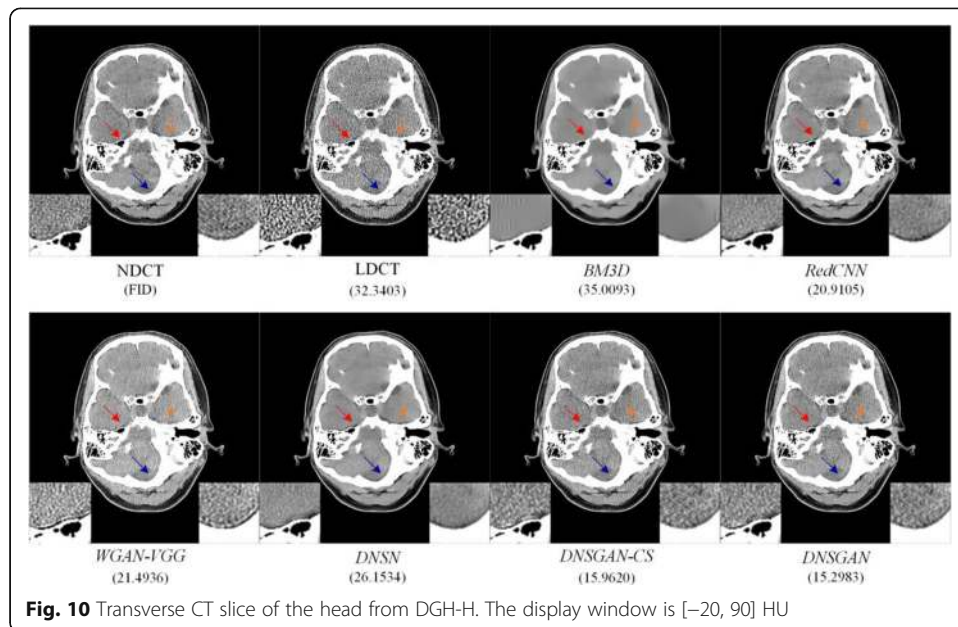 NDCT
(FID)
LDCT
(32.3403)
BM3D
(35.0093)
RedCNN
(20.9105)
WGAN-VGG
(21.4936)
DNSN
(26.1534)
DNSGAN-CS
(15.9620)
DNSGAN
(15.2983)
Fig. 10 Transverse CT slice of the head from DGH-H. The display window is [−20, 90] HU